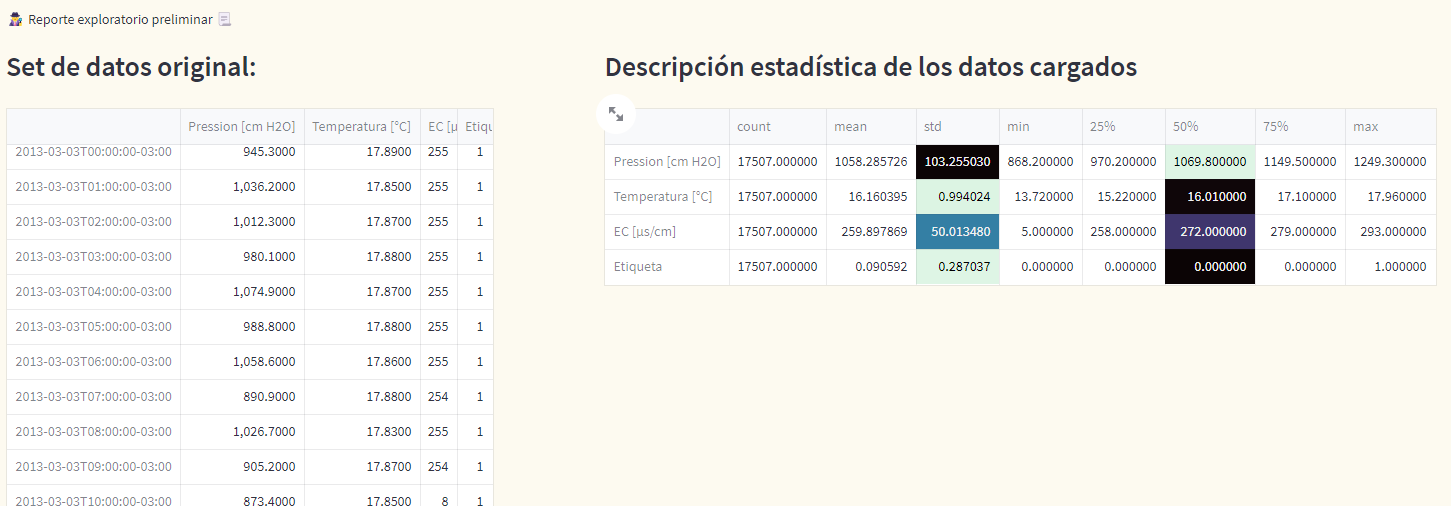 Reporte exploratorio preliminar
Set de datos original:
Pression [cm H2O] Temperatura [°C] EC [µ Etiqu
2013-03-03T00:00:00-03:00 945.3000 17.8900 255 1
2013-03-03T01:00:00-03:00 1,036.2000 17.8500 255 1
2013-03-03T02:00:00-03:00 1,012.3000 17.8700 255 1
2013-03-03T03:00:00-03:00 980.1000 17.8800 255 1
2013-03-03T04:00:00-03:00 1,074.9000 17.8700 255 1
2013-03-03T05:00:00-03:00 988.8000 17.8800 255 1
2013-03-03T06:00:00-03:00 1,058.6000 17.8600 255 1
2013-03-03T07:00:00-03:00 890.9000 17.8800 254 1
2013-03-03T08:00:00-03:00 1,026.7000 17.8300 255 1
2013-03-03T09:00:00-03:00 905.2000 17.8700 254 1
2013-03-03T10:00:00-03:00 873.4000 17.8500 8 1
Descripción estadística de los datos cargados
count mean std min 25% 50% 75% max
Pression [cm H2O] 17507.000000 1058.285726 103.255030 868.200000 970.200000 1069.800000 1149.500000 1249.300000
Temperatura [°C] 17507.000000 16.160395 0.994024 13.720000 15.220000 16.010000 17.100000 17.960000
EC [µs/cm] 17507.000000 259.897869 50.013480 5.000000 258.000000 272.000000 279.000000 293.000000
Etiqueta 17507.000000 0.090592 0.287037 0.000000 0.000000 0.000000 0.000000 1.000000